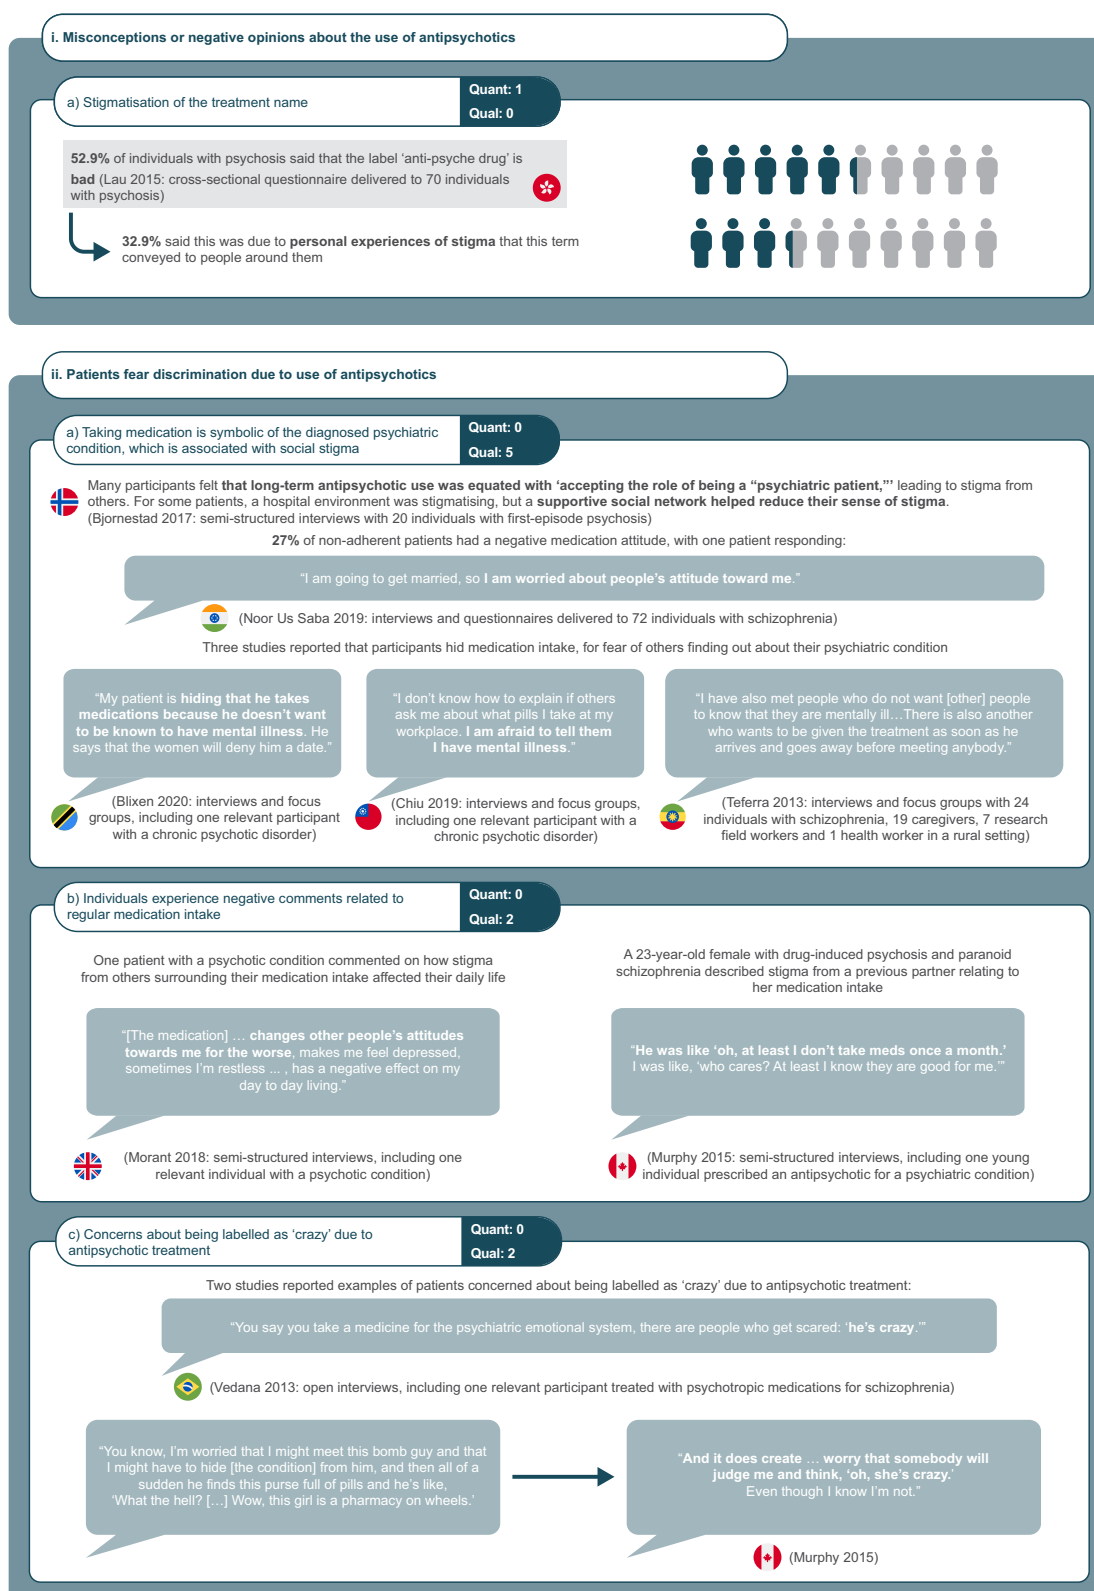 i. Misconceptions or negative opinions about the use of antipsychotics
a) Stigmatisation of the treatment name
Quant: 1
Qual: 0
52.9% of individuals with psychosis said that the label ‘anti-psyche drug’ is
bad (Lau 2015: cross-sectional questionnaire delivered to 70 individuals
with psychosis)
32.9% said this was due to personal experiences of stigma that this term
conveyed to people around them
ii. Patients fear discrimination due to use of antipsychotics
a) Taking medication is symbolic of the diagnosed psychiatric
condition, which is associated with social stigma
Quant: 0
Qual: 5
Many participants felt that long-term antipsychotic use was equated with ‘accepting the role of being a “psychiatric patient,”’ leading to stigma from
others. For some patients, a hospital environment was stigmatising, but a supportive social network helped reduce their sense of stigma.
(Bjornestad 2017: semi-structured interviews with 20 individuals with first-episode psychosis)
27% of non-adherent patients had a negative medication attitude, with one patient responding:
“I am going to get married, so I am worried about people’s attitude toward me.”
(Noor Us Saba 2019: interviews and questionnaires delivered to 72 individuals with schizophrenia)
Three studies reported that participants hid medication intake, for fear of others finding out about their psychiatric condition
“My patient is hiding that he takes
medications because he doesn’t want
to be known to have mental illness. He
says that the women will deny him a date.”
(Blixen 2020: interviews and focus
groups, including one relevant participant
with a chronic psychotic disorder)
“I don’t know how to explain if others
ask me about what pills I take at my
workplace. I am afraid to tell them
I have mental illness.”
(Chiu 2019: interviews and focus groups,
including one relevant participant with a
chronic psychotic disorder)
“I have also met people who do not want [other] people
to know that they are mentally ill…There is also another
who wants to be given the treatment as soon as he
arrives and goes away before meeting anybody.”
(Teferra 2013: interviews and focus groups with 24
individuals with schizophrenia, 19 caregivers, 7 research
field workers and 1 health worker in a rural setting)
b) Individuals experience negative comments related to
regular medication intake
Quant: 0
Qual: 2
One patient with a psychotic condition commented on how stigma
from others surrounding their medication intake affected their daily life
“[The medication] … changes other people’s attitudes
towards me for the worse, makes me feel depressed,
sometimes I’m restless ... , has a negative effect on my
day to day living.”
(Morant 2018: semi-structured interviews, including one
relevant individual with a psychotic condition)
A 23-year-old female with drug-induced psychosis and paranoid
schizophrenia described stigma from a previous partner relating to
her medication intake
“He was like ‘oh, at least I don’t take meds once a month.’
I was like, ‘who cares? At least I know they are good for me.’”
(Murphy 2015: semi-structured interviews, including one young
individual prescribed an antipsychotic for a psychiatric condition)
c) Concerns about being labelled as ‘crazy’ due to
antipsychotic treatment
Quant: 0
Qual: 2
Two studies reported examples of patients concerned about being labelled as ‘crazy’ due to antipsychotic treatment:
“You say you take a medicine for the psychiatric emotional system, there are people who get scared: ‘he’s crazy.’”
(Vedana 2013: open interviews, including one relevant participant treated with psychotropic medications for schizophrenia)
“You know, I’m worried that I might meet this bomb guy and that
I might have to hide [the condition] from him, and then all of a
sudden he finds this purse full of pills and he’s like,
‘What the hell? […] Wow, this girl is a pharmacy on wheels.’
“And it does create … worry that somebody will
judge me and think, ‘oh, she’s crazy.’
Even though I know I’m not.”
(Murphy 2015)